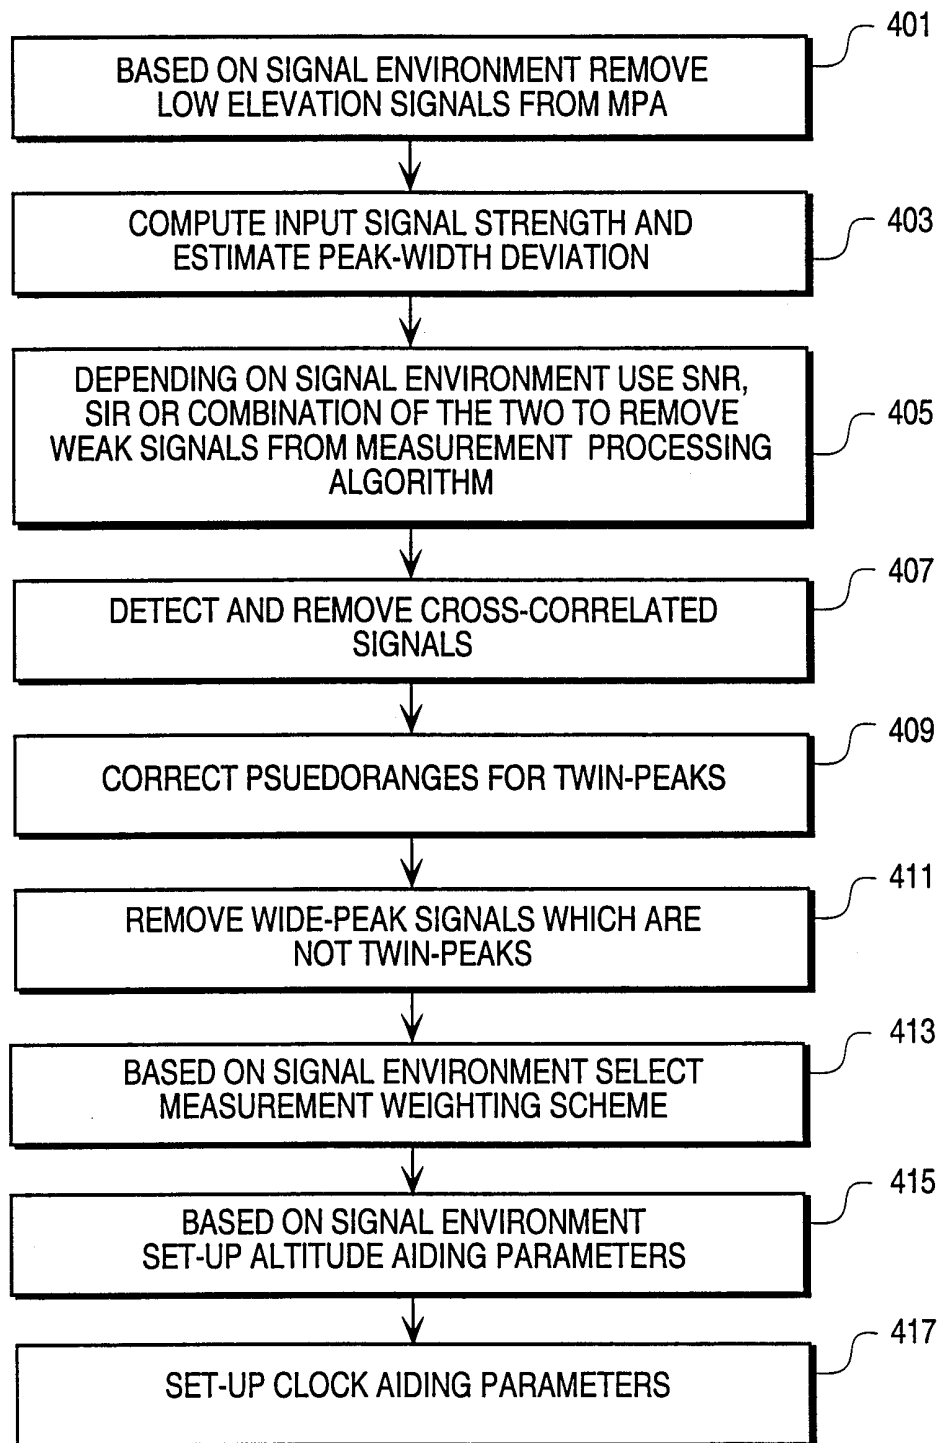 401
BASED ON SIGNAL ENVIRONMENT REMOVE
LOW ELEVATION SIGNALS FROM MPA
403
COMPUTE INPUT SIGNAL STRENGTH AND
ESTIMATE PEAK-WIDTH DEVIATION
405
DEPENDING ON SIGNAL ENVIRONMENT USE SNR,
SIR OR COMBINATION OF THE TWO TO REMOVE
WEAK SIGNALS FROM MEASUREMENT PROCESSING
ALGORITHM
407
DETECT AND REMOVE CROSS-CORRELATED
SIGNALS
409
CORRECT PSUEDORANGES FOR TWIN-PEAKS
411
REMOVE WIDE-PEAK SIGNALS WHICH ARE
NOT TWIN-PEAKS
413
BASED ON SIGNAL ENVIRONMENT SELECT
MEASUREMENT WEIGHTING SCHEME
415
BASED ON SIGNAL ENVIRONMENT
SET-UP ALTITUDE AIDING PARAMETERS
417
SET-UP CLOCK AIDING PARAMETERS